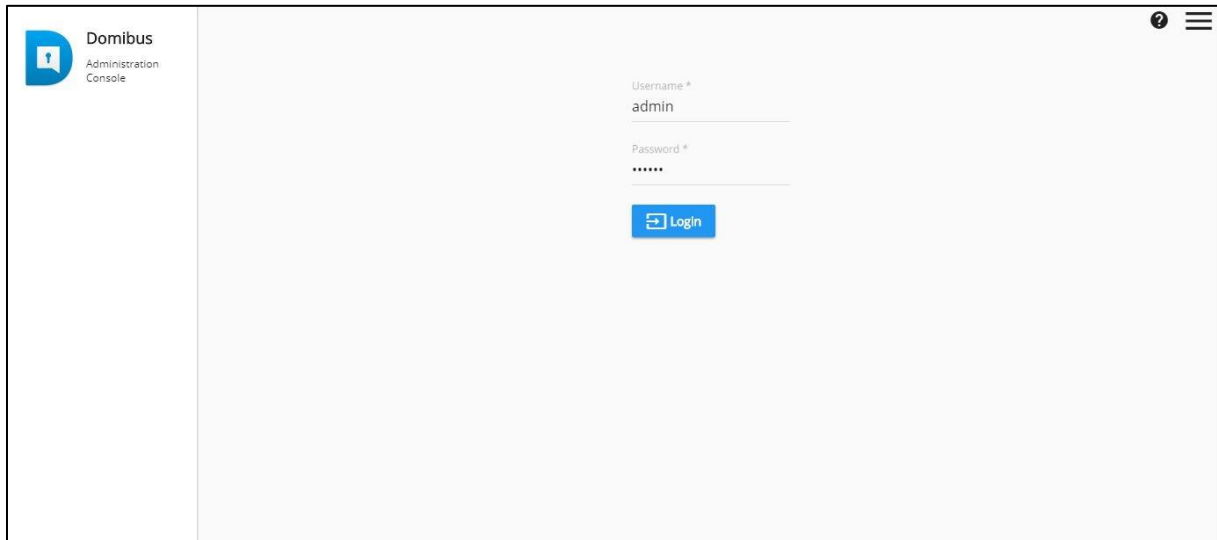 Domibus
Administration
Console
Username *
admin
Password *
••••••
Login